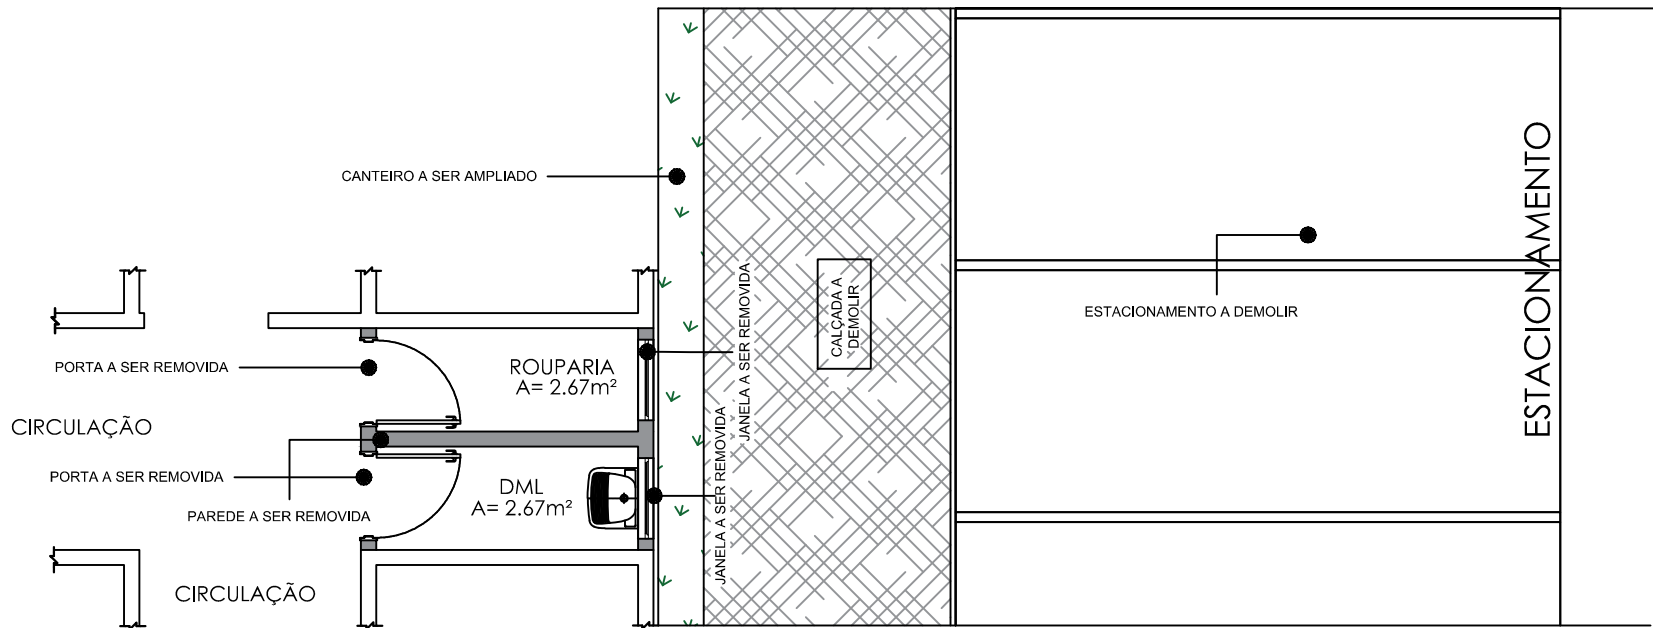 CANTEIRO A SER AMPLIADO
ESTACIONAMENTO
JANELA A SER REMOVIDA
CALÇADA A
DEMOLIR
ESTACIONAMENTO A DEMOLIR
PORTA A SER REMOVIDA
ROUPARIA
A= 2.67m²
CIRCULAÇÃO
JANELA A SER REMOVIDA
PORTA A SER REMOVIDA
DML
A= 2.67m²
PAREDE A SER REMOVIDA
CIRCULAÇÃO